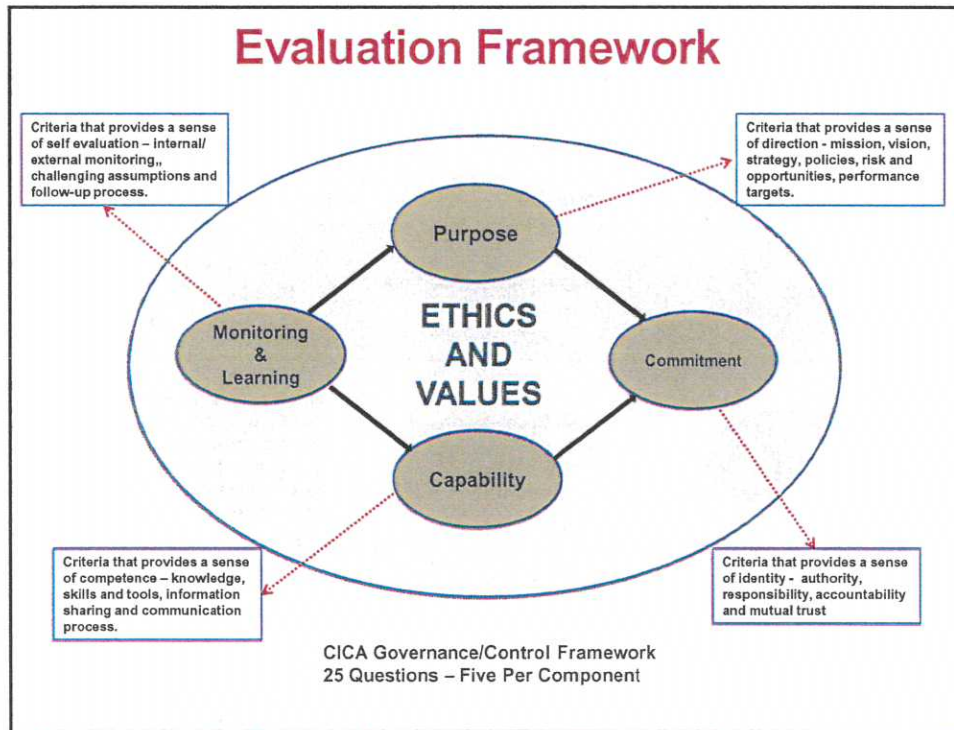 Evaluation Framework
Criteria that provides a sense
of self evaluation – internal/
external monitoring,,
challenging assumptions and
follow-up process.
Criteria that provides a sense
of direction - mission, vision,
strategy, policies, risk and
opportunities, performance
targets.
Purpose
Monitoring
&
Learning
ETHICS
AND
VALUES
Commitment
Capability
Criteria that provides a sense
of competence – knowledge,
skills and tools, information
sharing and communication
process.
Criteria that provides a sense
of identity - authority,
responsibility, accountability
and mutual trust
CICA Governance/Control Framework
25 Questions – Five Per Component